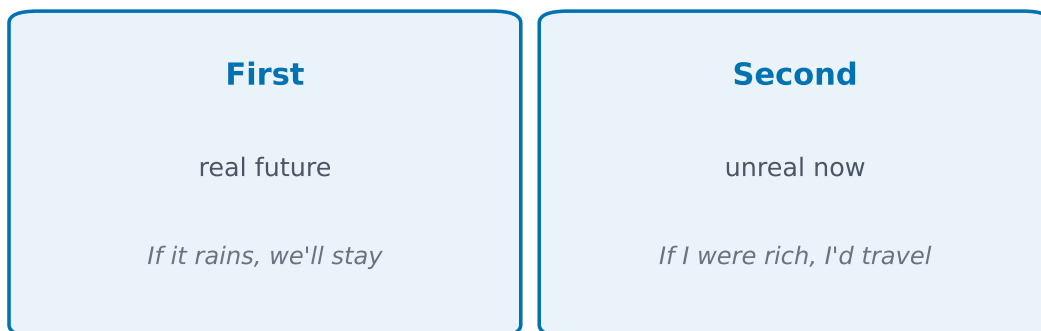 First
real future
If it rains, we'll stay
Second
unreal now
If I were rich, I'd travel